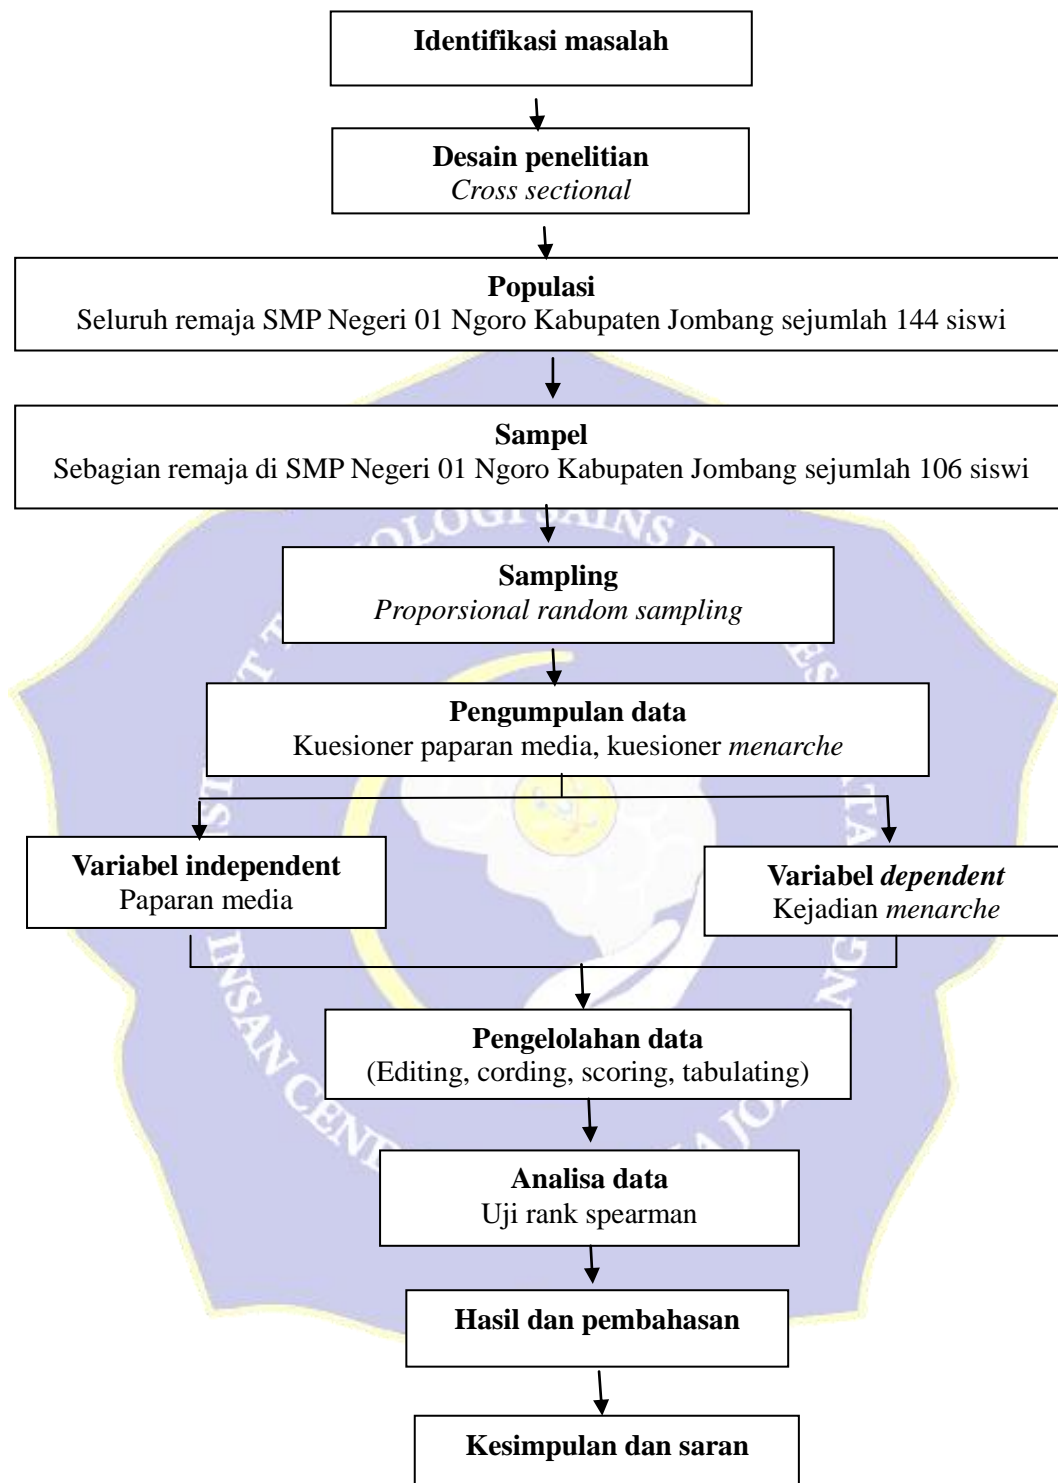 Identifikasi masalah
Desain penelitian
Cross sectional
Populasi
Seluruh remaja SMP Negeri 01 Ngoro Kabupaten Jombang sejumlah 144 siswi
Sampel
Sebagian remaja di SMP Negeri 01 Ngoro Kabupaten Jombang sejumlah 106 siswi
Sampling
Proporsional random sampling
Pengumpulan data
Kuesioner paparan media, kuesioner menarche
Variabel independent
Paparan media
Variabel dependent
Kejadian menarche
Pengelolahan data
(Editing, cording, scoring, tabulating)
Analisa data
Uji rank spearman
Hasil dan pembahasan
Kesimpulan dan saran
SAINS
INSAN